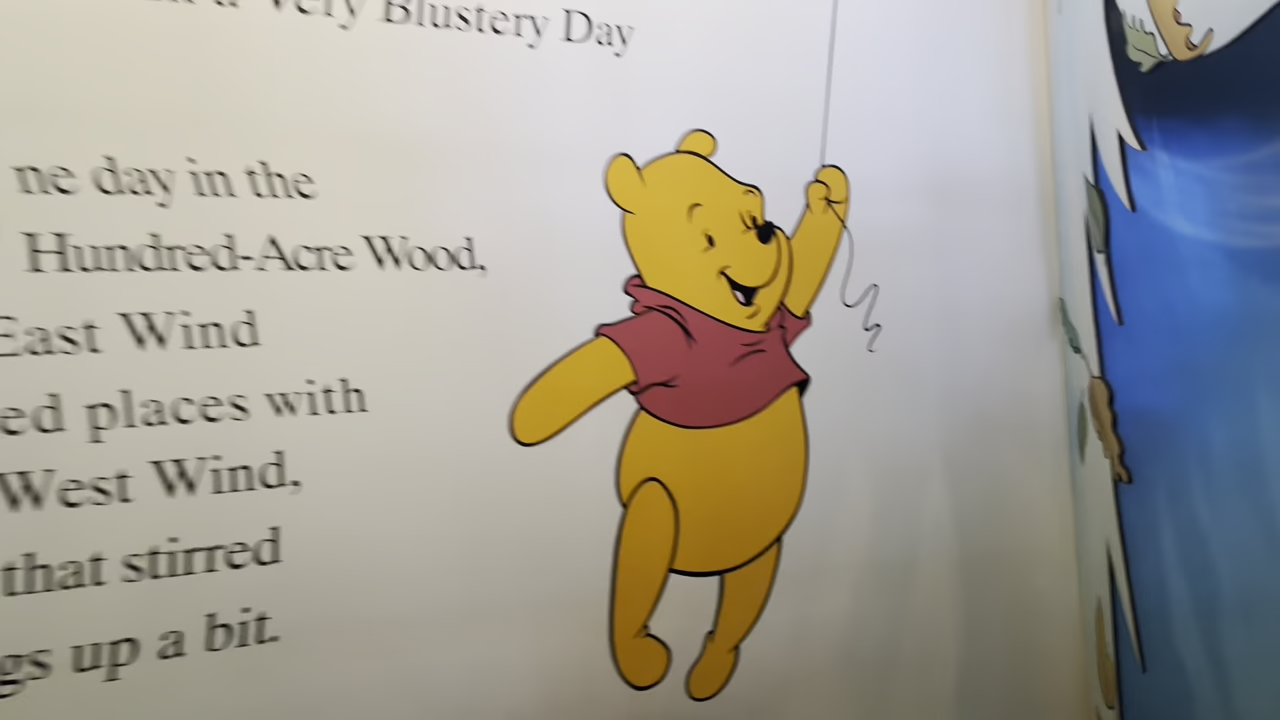 a Very Blustery Day
ne day in the
Hundred-Acre Wood,
East Wind
ed places with
West Wind,
that stirred
gs up a bit.